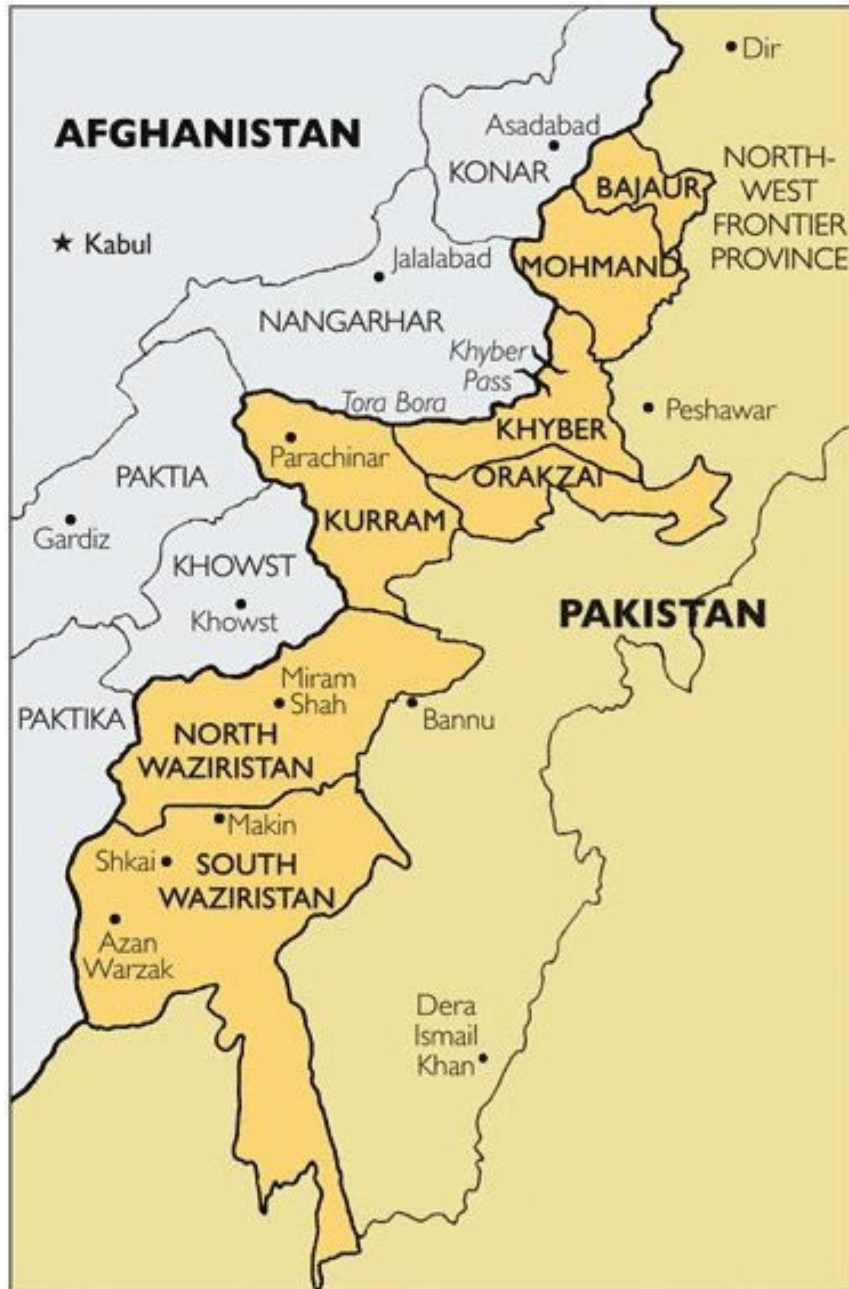 Dir
AFGHANISTAN
Asadabad
KONAR
NORTH-
WEST
FRONTIER
PROVINCE
BAJAUR
Kabul
Jalalabad
MOHMAND
NANGARHAR
Khyber
Pass
Tora Bora
Peshawar
KHYBER
Parachinar
ORAKZAI
PAKTIA
KURRAM
Gardiz
KHOWST
Khowst
PAKISTAN
Miram
Shah
PAKTIKA
Bannu
NORTH
WAZIRISTAN
Makin
Shkai
SOUTH
WAZIRISTAN
Azan
Warzak
Dera
Ismail
Khan